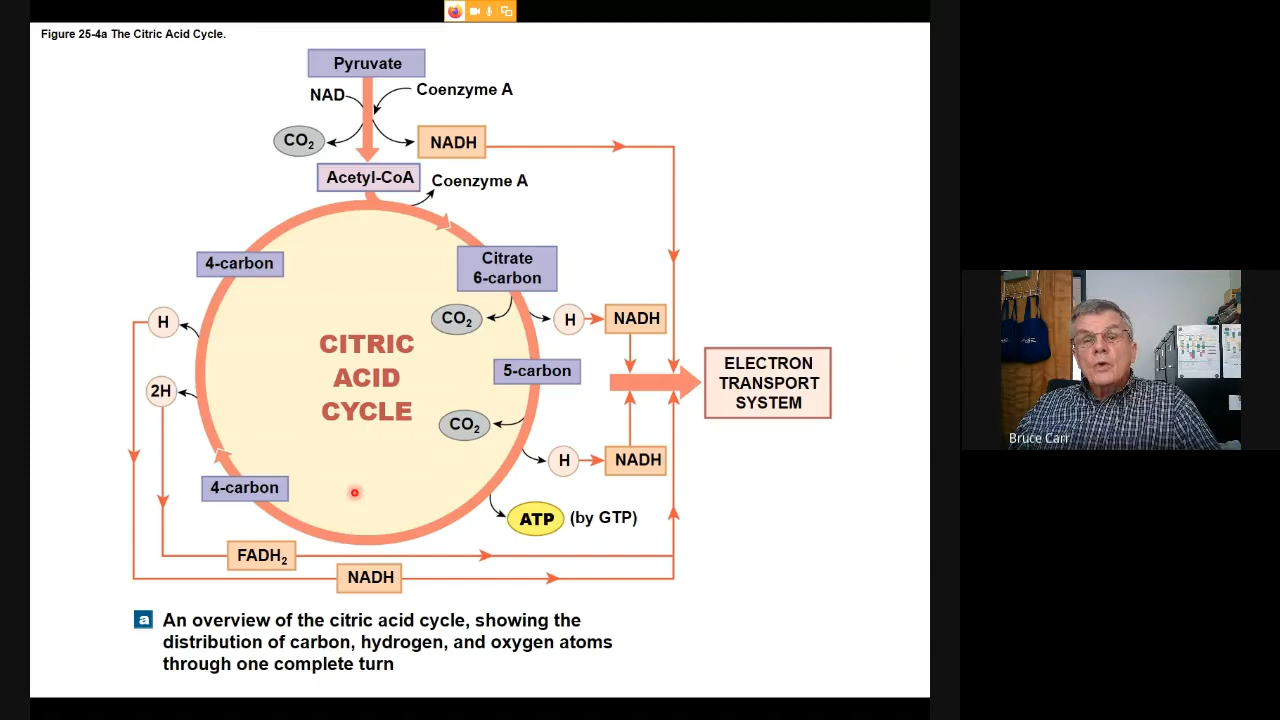 Figure 25-4a The Citric Acid Cycle.
Pyruvate
NAD
Coenzyme A
CO2
NADH
Acetyl-CoA
Coenzyme A
4-carbon
Citrate
6-carbon
H
CO2
H
NADH
CITRIC
ACID
CYCLE
5-carbon
ELECTRON
TRANSPORT
SYSTEM
2H
CO2
H
NADH
4-carbon
ATP
(by GTP)
FADH2
NADH
a
An overview of the citric acid cycle, showing the
distribution of carbon, hydrogen, and oxygen atoms
through one complete turn
Bruce Carr